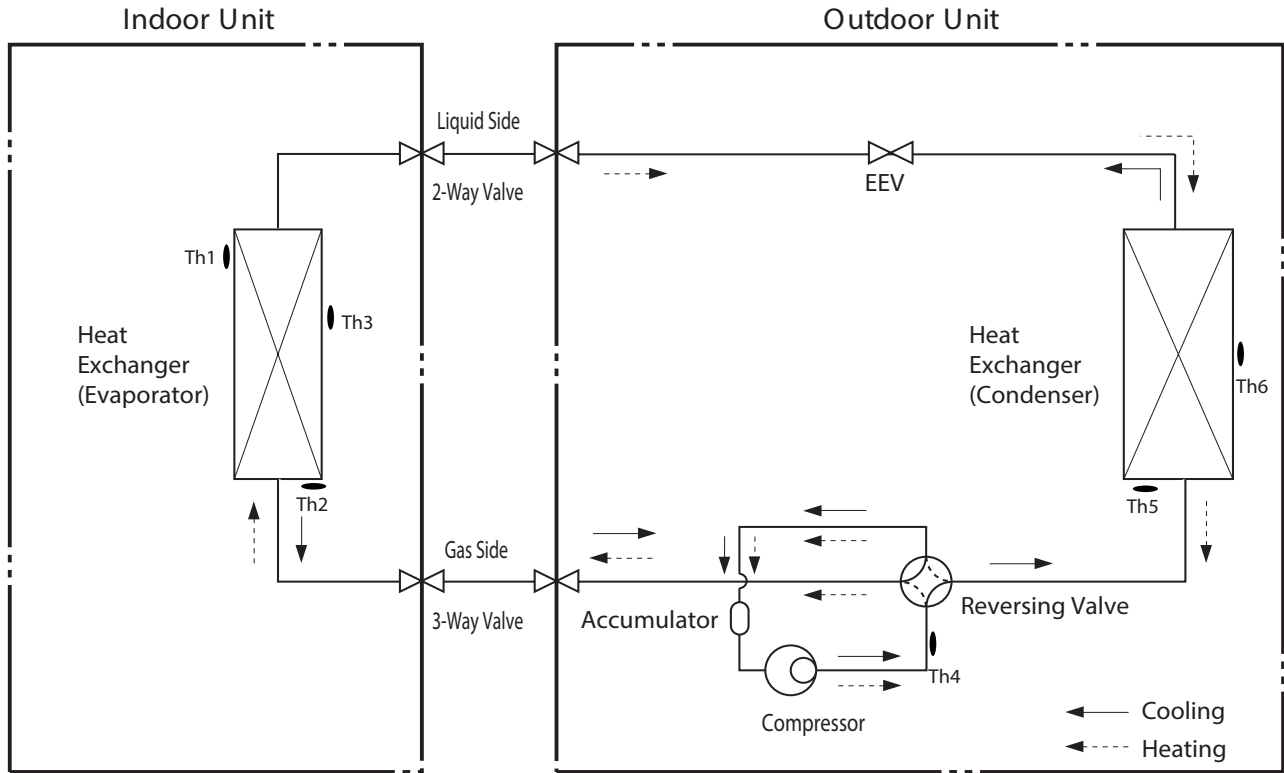 Indoor Unit
Outdoor Unit
Liquid Side
2-Way Valve
EEV
Th1
Th3
Heat
Exchanger
(Evaporator)
Heat
Exchanger
(Condenser)
Th6
Th2
Th5
Gas Side
3-Way Valve
Accumulator
Reversing Valve
Th4
Compressor
Cooling
Heating